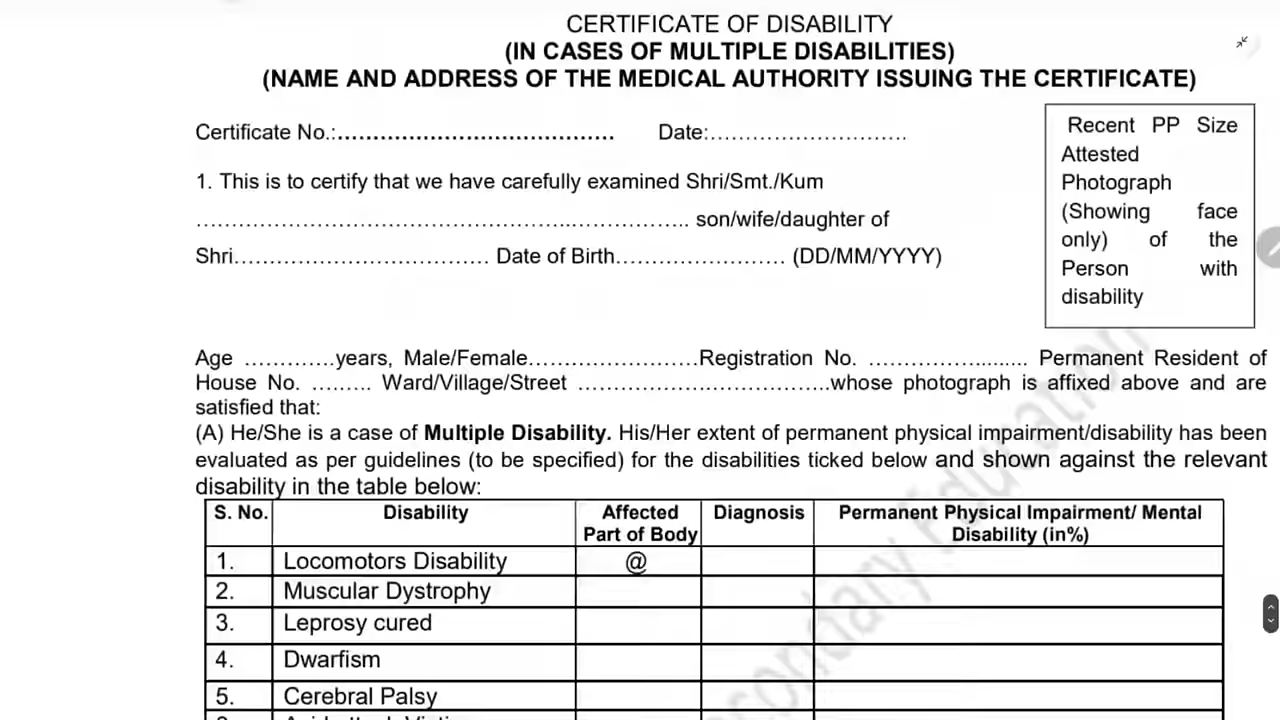 CERTIFICATE OF DISABILITY
(IN CASES OF MULTIPLE DISABILITIES)
(NAME AND ADDRESS OF THE MEDICAL AUTHORITY ISSUING THE CERTIFICATE)
Certificate No.:....................................... Date:...........................
Recent PP Size
Attested
Photograph
(Showing face
only) of the
Person with
disability
1. This is to certify that we have carefully examined Shri/Smt./Kum
..................................................................... son/wife/daughter of
Shri.................................... Date of Birth........................ (DD/MM/YYYY)
Age .............years, Male/Female........................Registration No. ...................... Permanent Resident of
House No. ......... Ward/Village/Street ...................................whose photograph is affixed above and are
satisfied that:
(A) He/She is a case of Multiple Disability. His/Her extent of permanent physical impairment/disability has been
evaluated as per guidelines (to be specified) for the disabilities ticked below and shown against the relevant
disability in the table below:
S. No. Disability Affected Part of Body Diagnosis Permanent Physical Impairment/ Mental Disability (in%)
1. Locomotors Disability @
2. Muscular Dystrophy
3. Leprosy cured
4. Dwarfism
5. Cerebral Palsy